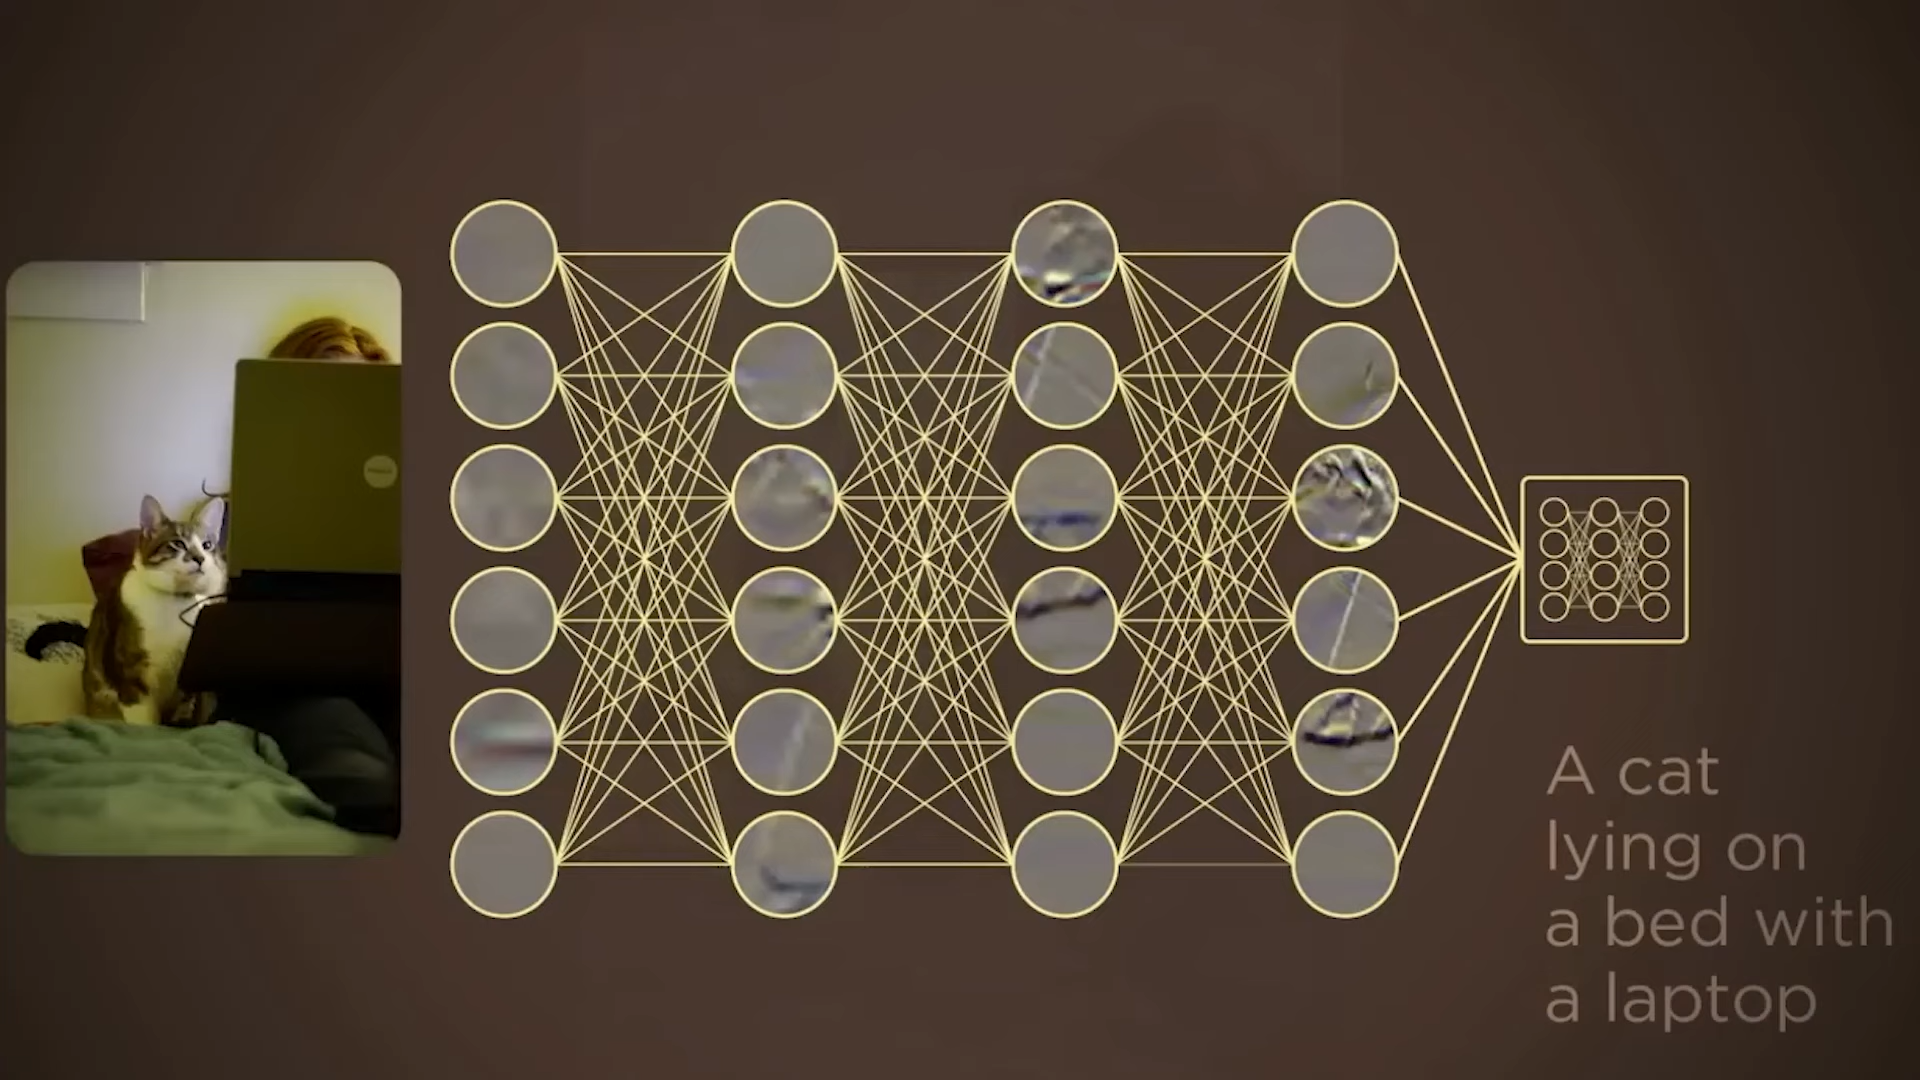 A cat
lying on
a bed with
a laptop